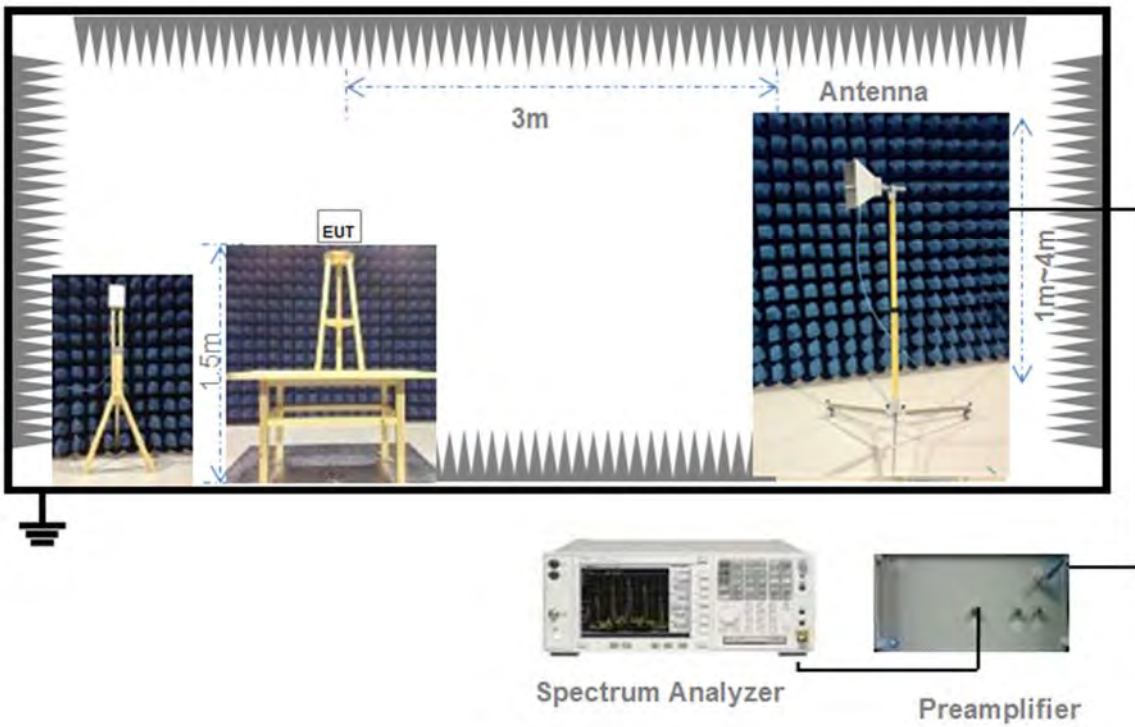 Antenna
3m
EUT
1.5m
1m~4m
Spectrum Analyzer
Preamplifier